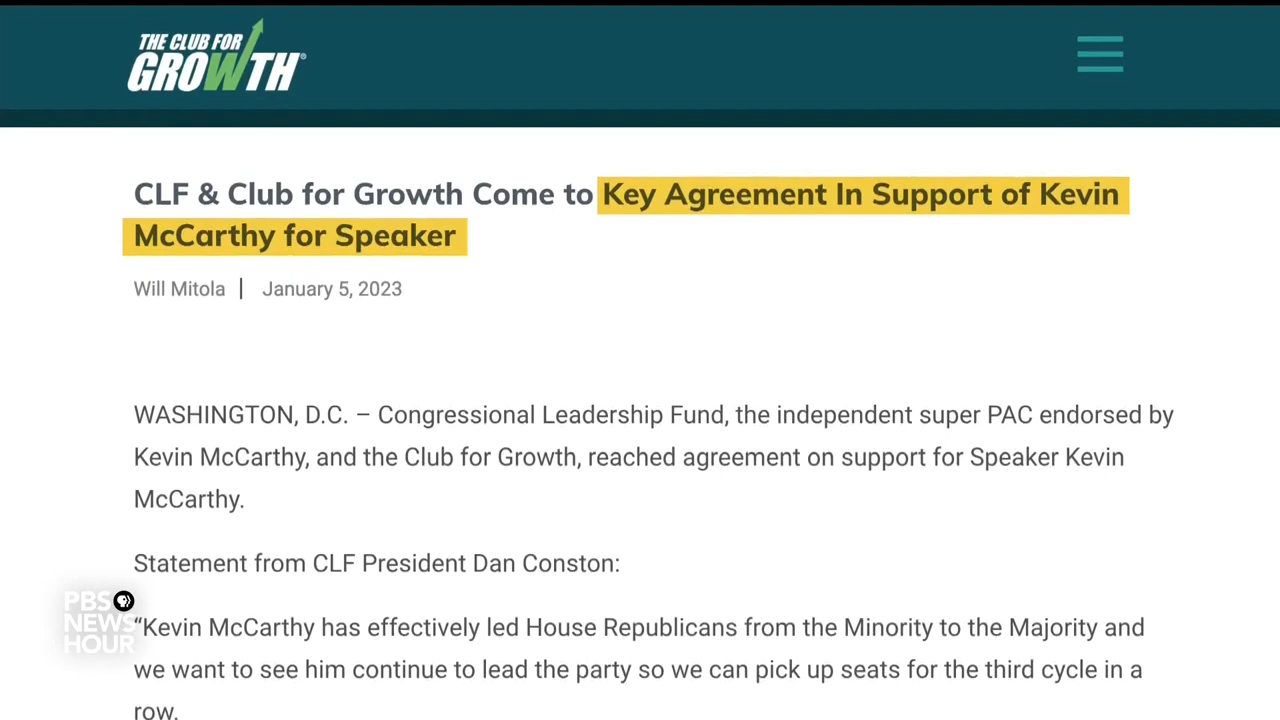 THE CLUB FOR
GROWTH®
CLF & Club for Growth Come to Key Agreement In Support of Kevin
McCarthy for Speaker
Will Mitola | January 5, 2023
WASHINGTON, D.C. – Congressional Leadership Fund, the independent super PAC endorsed by
Kevin McCarthy, and the Club for Growth, reached agreement on support for Speaker Kevin
McCarthy.
Statement from CLF President Dan Conston:
“Kevin McCarthy has effectively led House Republicans from the Minority to the Majority and
we want to see him continue to lead the party so we can pick up seats for the third cycle in a
row.
PBS
NEWS
HOUR